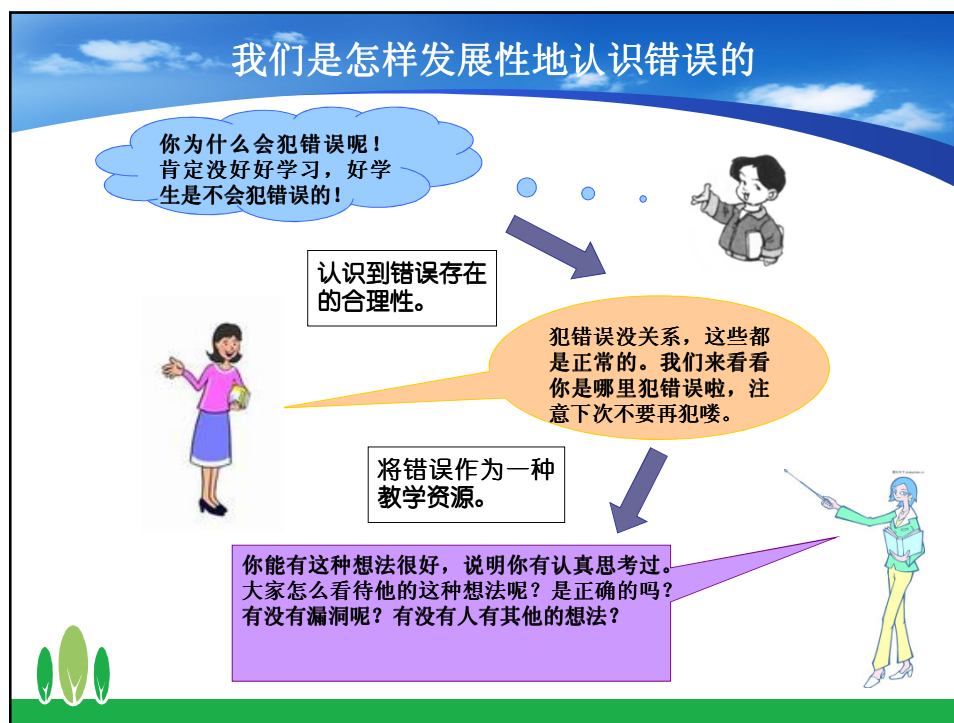 我们是怎样发展性地认识错误的
你为什么会犯错误呢！
肯定没好好学习，好学
生是不会犯错误的！
认识到错误存在
的合理性。
犯错误没关系，这些都
是正常的。我们来看看
你是哪里犯错误啦，注
意下次不要再犯喽。
将错误作为一种
教学资源。
你能有这种想法很好，说明你有认真思考过。
大家怎么看待他的这种想法呢？是正确的吗？
有没有漏洞呢？有没有人有其他的想法？